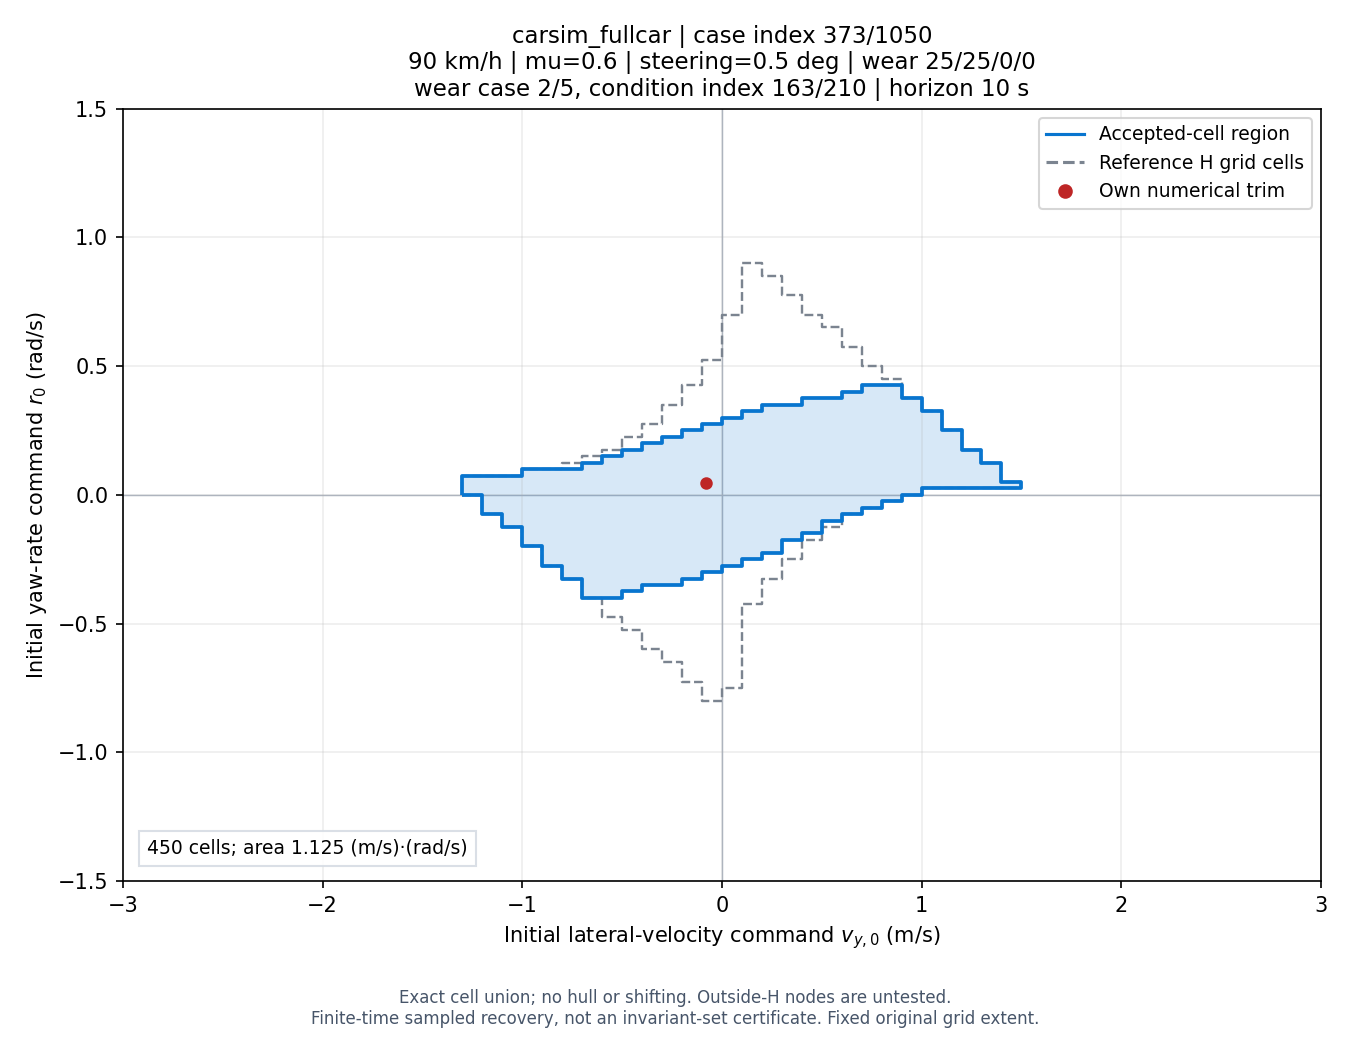 carsim_fullcar | case index 373/1050
90 km/h | mu=0.6 | steering=0.5 deg | wear 25/25/0/0
wear case 2/5, condition index 163/210 | horizon 10 s
Accepted-cell region
Reference H grid cells
Own numerical trim
1.5
1.0
0.5
0.0
−0.5
−1.0
−1.5
Initial yaw-rate command r₀ (rad/s)
450 cells; area 1.125 (m/s)·(rad/s)
−3
−2
−1
0
1
2
3
Initial lateral-velocity command v_{y,0} (m/s)
Exact cell union; no hull or shifting. Outside-H nodes are untested.
Finite-time sampled recovery, not an invariant-set certificate. Fixed original grid extent.